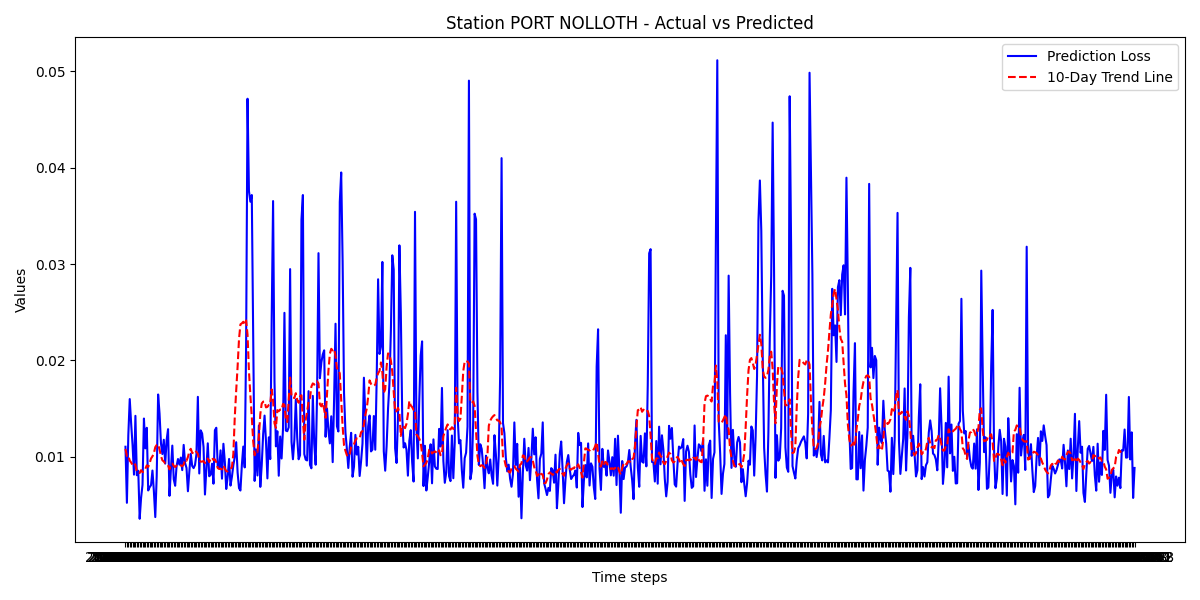 Station PORT NOLLOTH - Actual vs Predicted
Prediction Loss
10-Day Trend Line
0.05
0.04
0.03
0.02
0.01
Values
Time steps